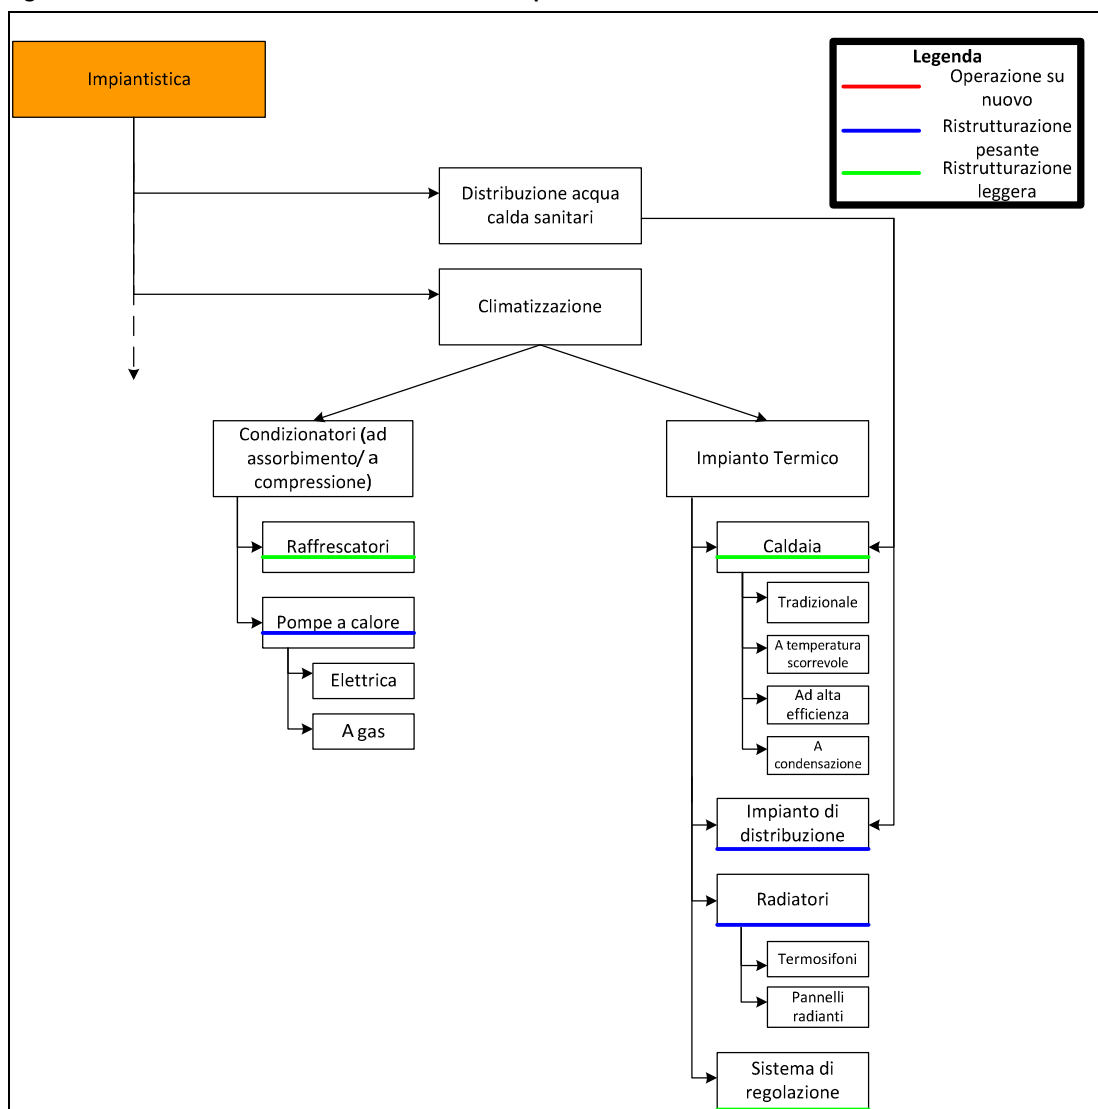 Impiantistica
Legenda
Operazione su
nuovo
Ristrutturazione
pesante
Ristrutturazione
leggera
Distribuzione acqua
calda sanitari
Climatizzazione
Condizionatori (ad
assorbimento/ a
compressione)
Impianto Termico
Raffrescatori
Caldaia
Tradizionale
Pompe a calore
A temperatura
scorrevole
Elettrica
Ad alta
efficienza
A gas
A
condensazione
Impianto di
distribuzione
Radiatori
Termosifoni
Pannelli
radianti
Sistema di
regolazione